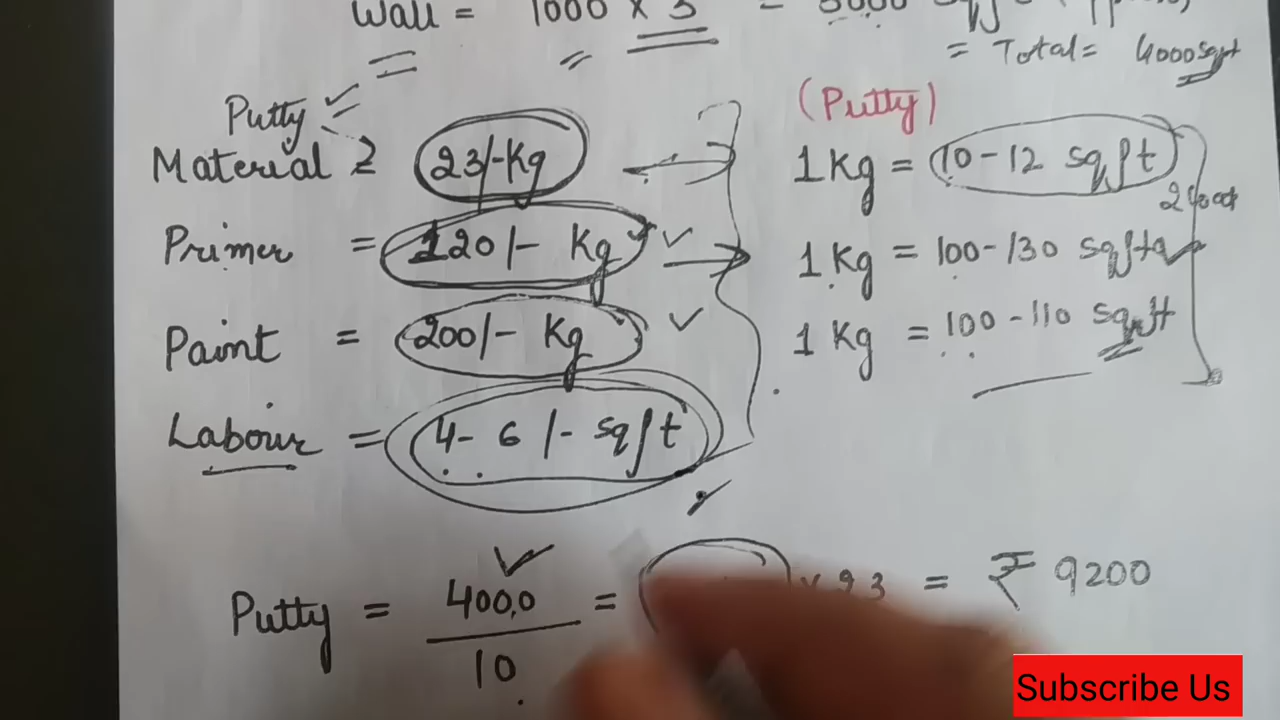 Wall = 1000 × 3 =
= Total = 4000 sqft
Putty
Material = 23/- Kg
Primer = 120/- Kg
Paint = 200/- Kg
Labour = 4-6/- sqft
(Putty)
1 Kg = 10-12 sqft
2 coat
1 Kg = 100-130 sqft
1 Kg = 100-110 sqft
Putty = 4000 / 10 = × 23 = ₹ 9200
Subscribe Us